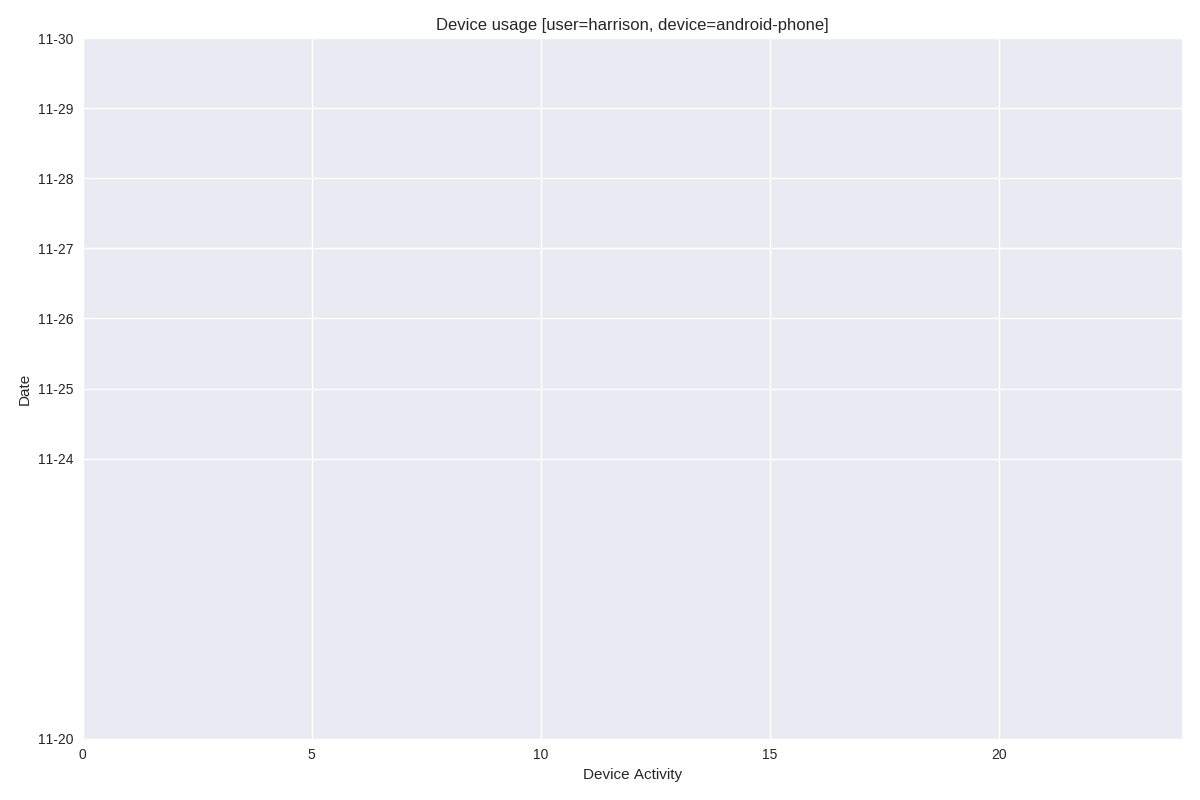 Device usage [user=harrison, device=android-phone]
11-30
11-29
11-28
11-27
11-26
11-25
11-24
11-20
Date
0 5 10 15 20
Device Activity